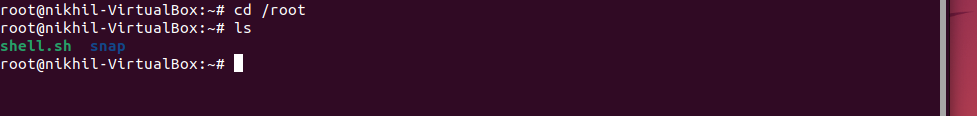 root@nikhil-VirtualBox:~# cd /root
root@nikhil-VirtualBox:~# ls
shell.sh  snap
root@nikhil-VirtualBox:~#